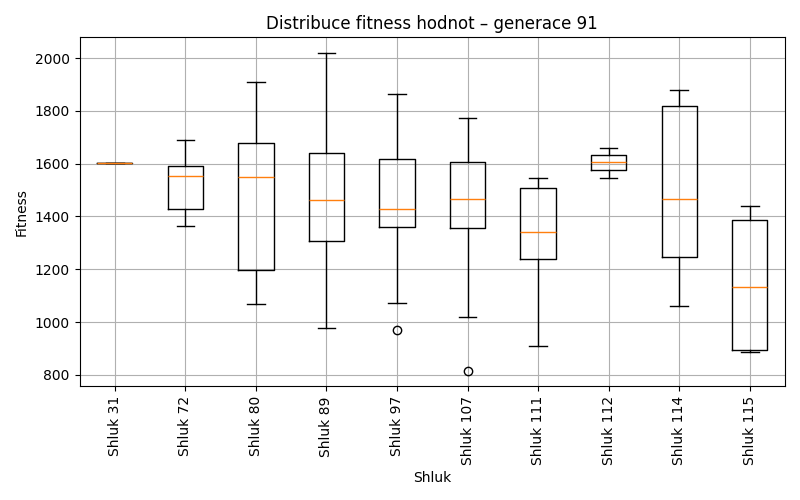 Distribuce fitness hodnot – generace 91
Fitness
2000
1800
1600
1400
1200
1000
800
Shluk 31
Shluk 72
Shluk 80
Shluk 89
Shluk 97
Shluk 107
Shluk 111
Shluk 112
Shluk 114
Shluk 115
Shluk